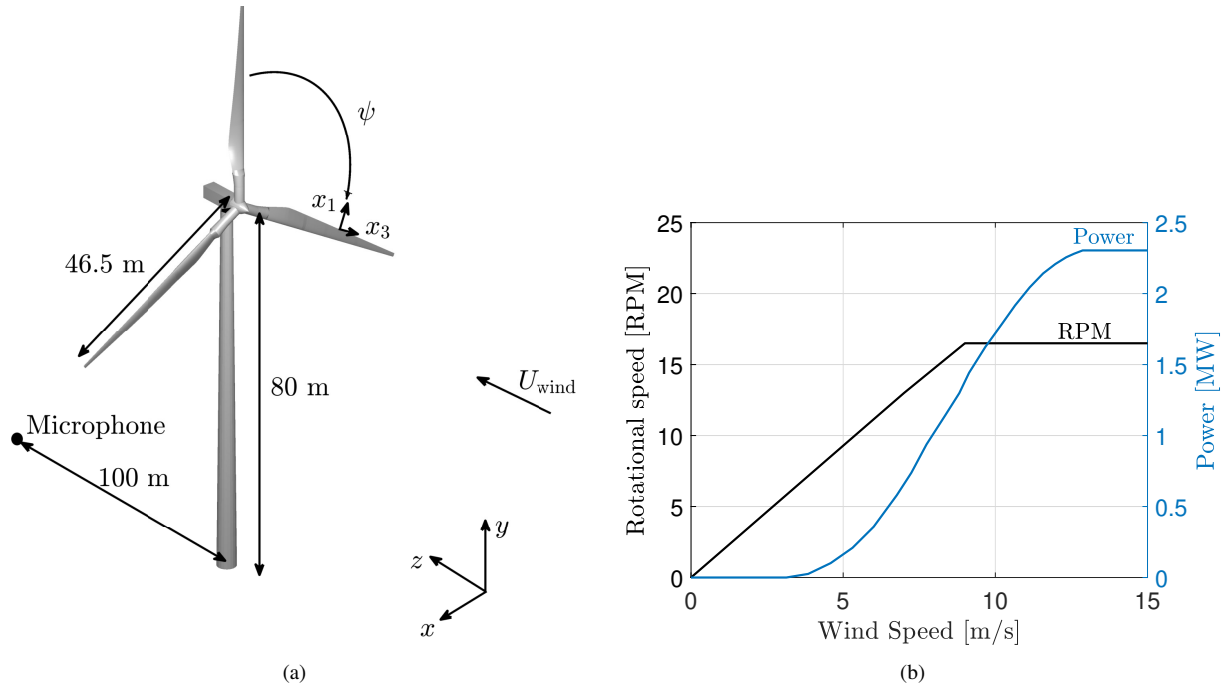 ψ
x₁
x₃
46.5 m
80 m
U_wind
Microphone
100 m
y
z
x
(a)
25
20
15
10
5
0
Rotational speed [RPM]
2.5
2
1.5
1
0.5
0
Power [MW]
Power
RPM
0 5 10 15
Wind Speed [m/s]
(b)